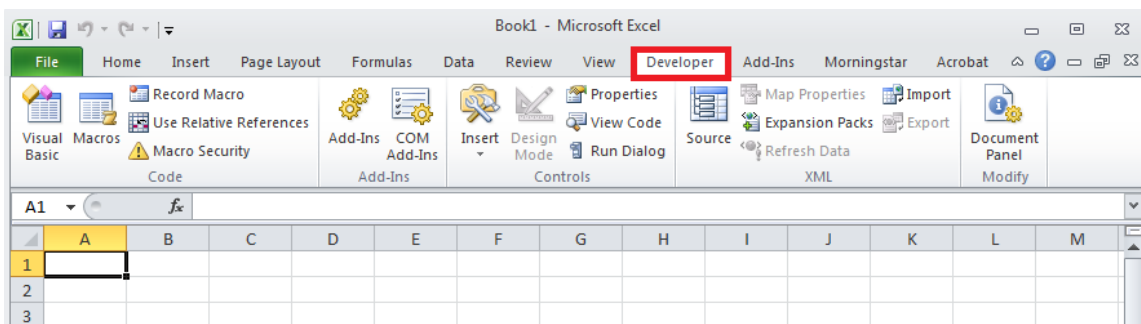 Book1 - Microsoft Excel
File Home Insert Page Layout Formulas Data Review View Developer Add-Ins Morningstar Acrobat
Visual Basic
Macros
Record Macro
Use Relative References
Macro Security
Code
Add-Ins
COM Add-Ins
Add-Ins
Insert
Design Mode
Properties
View Code
Run Dialog
Controls
Source
Map Properties
Expansion Packs
Refresh Data
Import
Export
XML
Document Panel
Modify
A1 fx
A B C D E F G H I J K L M
1
2
3